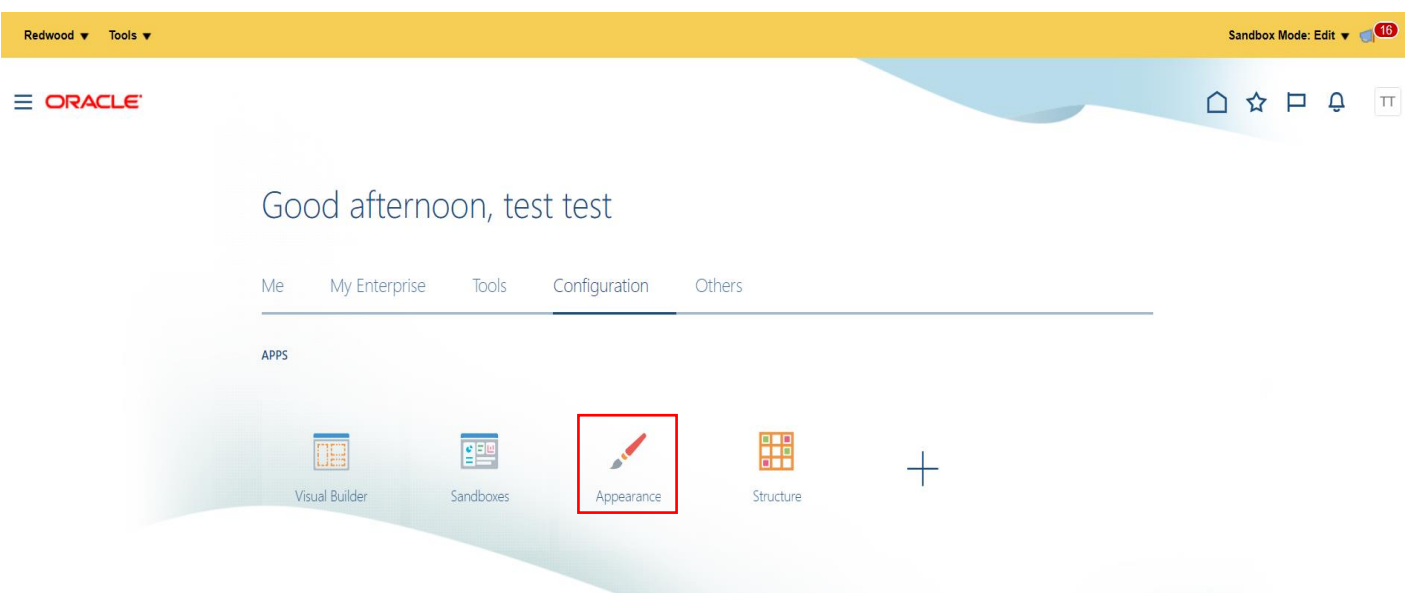 Redwood Tools Sandbox Mode: Edit 16
ORACLE TT
Good afternoon, test test
Me My Enterprise Tools Configuration Others
APPS
Visual Builder Sandboxes Appearance Structure